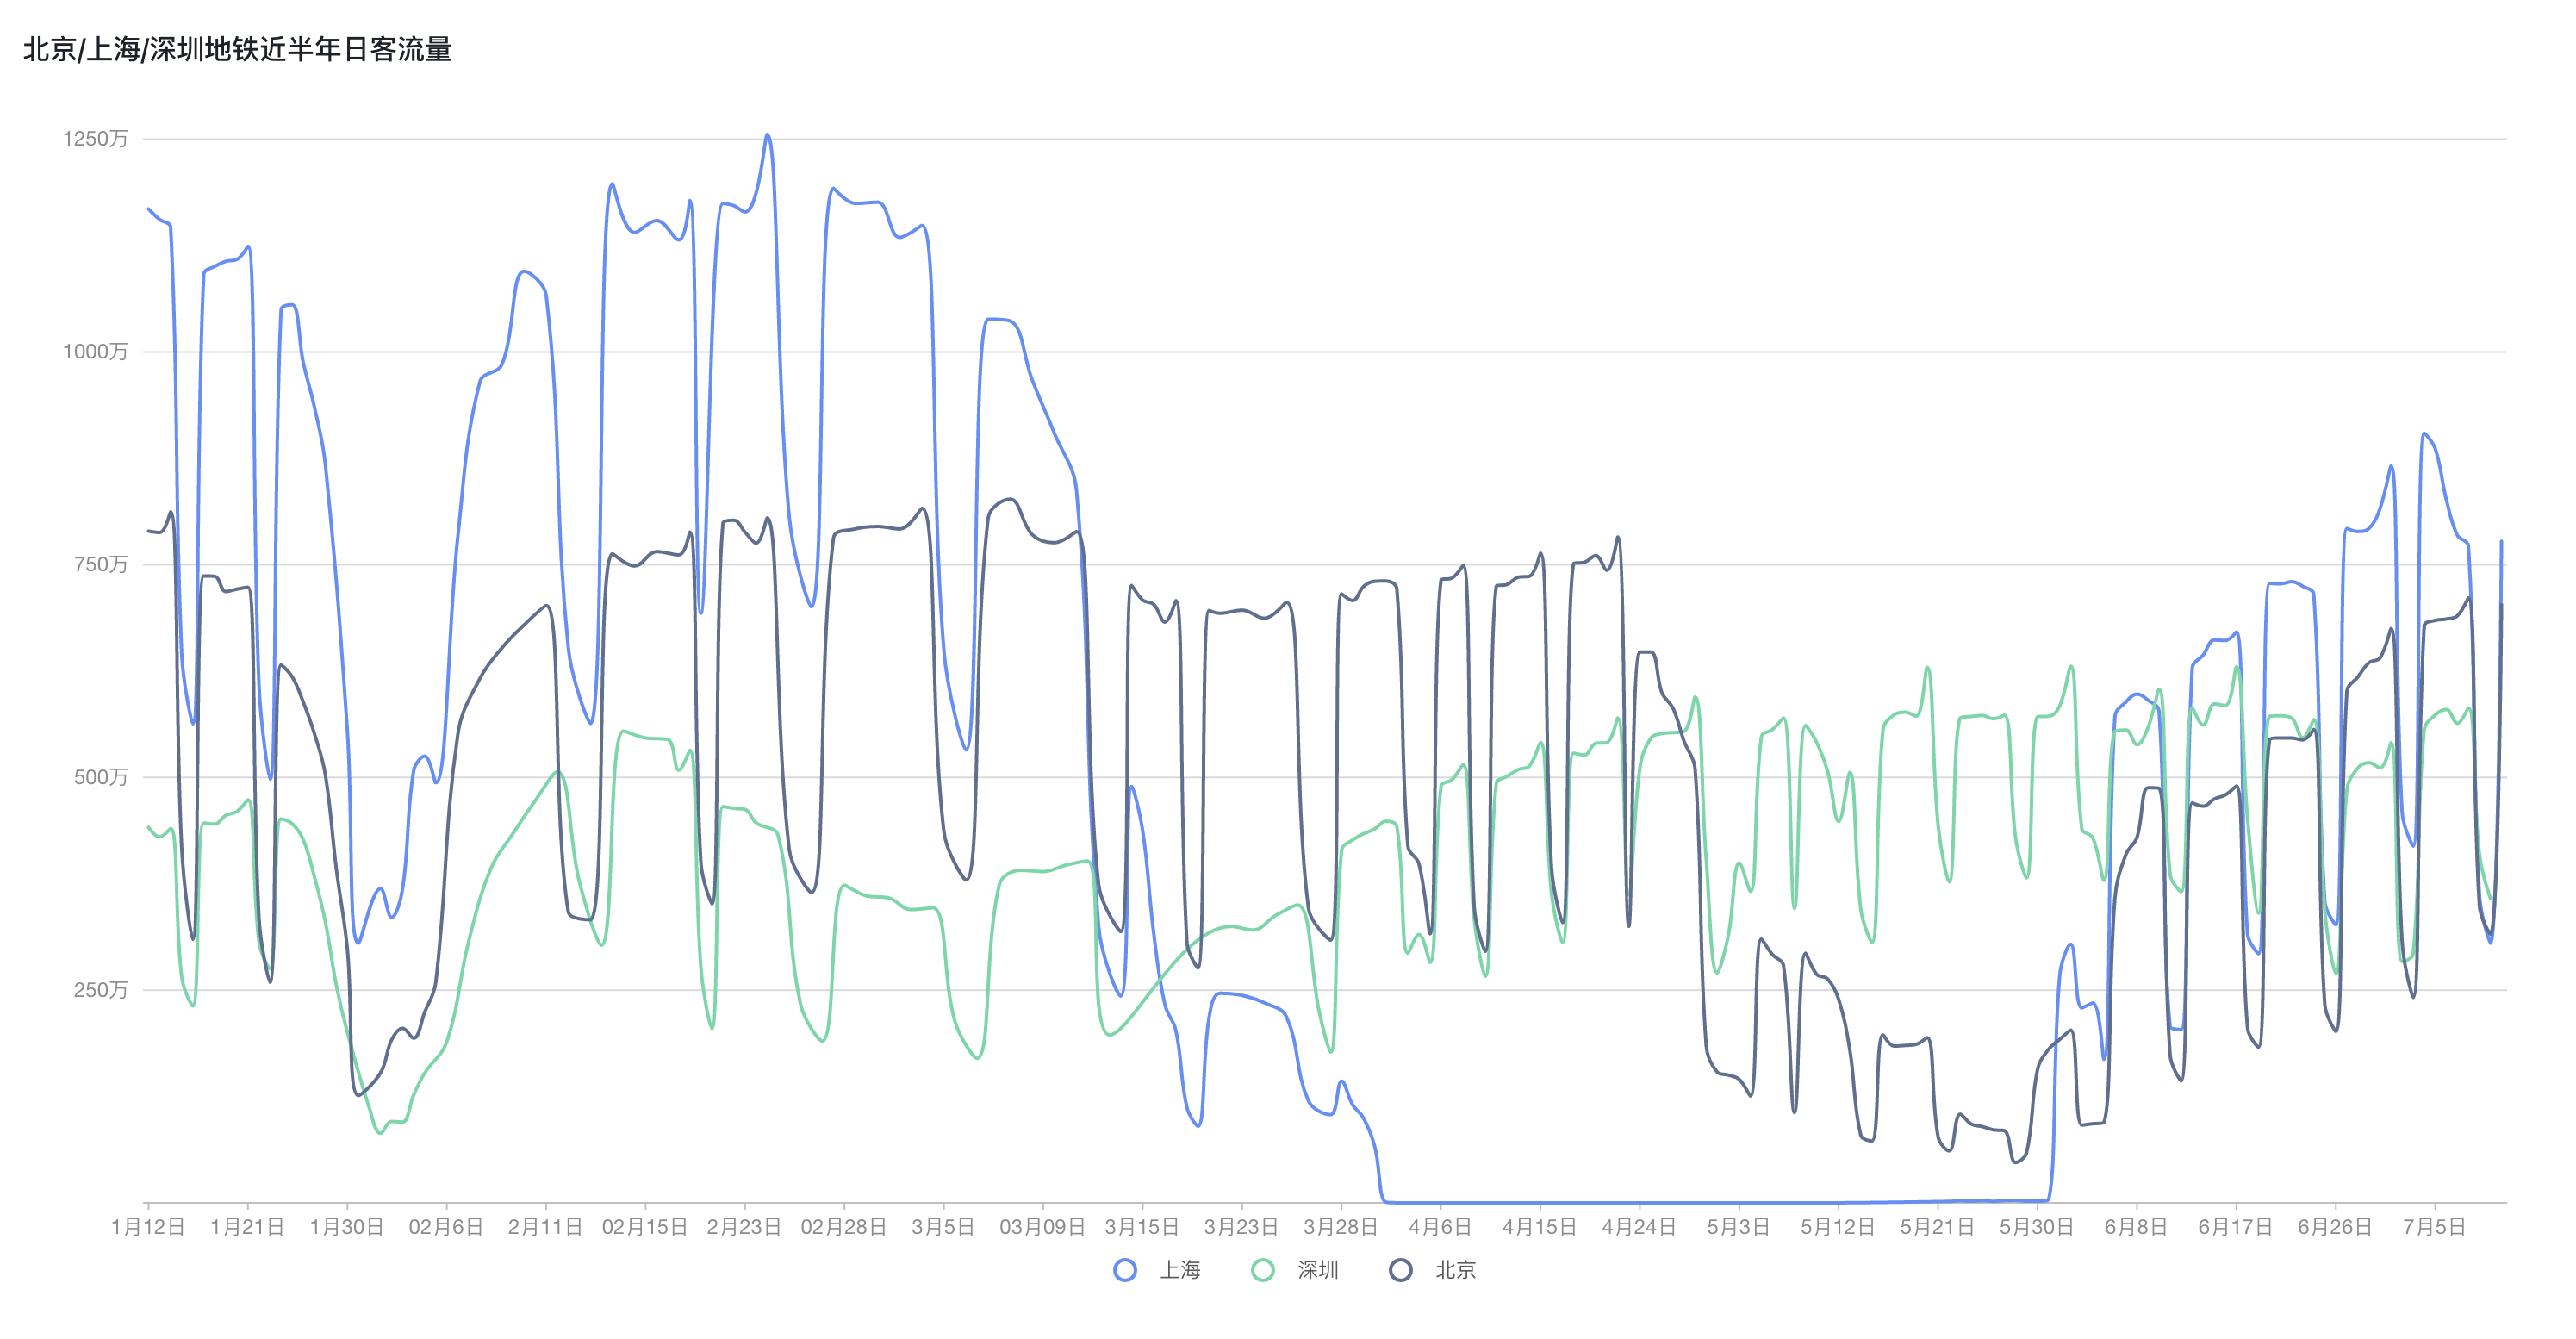 北京/上海/深圳地铁近半年日客流量
1250万
1000万
750万
500万
250万
1月12日 1月21日 1月30日 02月6日 2月11日 02月15日 2月23日 02月28日 3月5日 03月09日 3月15日 3月23日 3月28日 4月6日 4月15日 4月24日 5月3日 5月12日 5月21日 5月30日 6月8日 6月17日 6月26日 7月5日
上海 深圳 北京